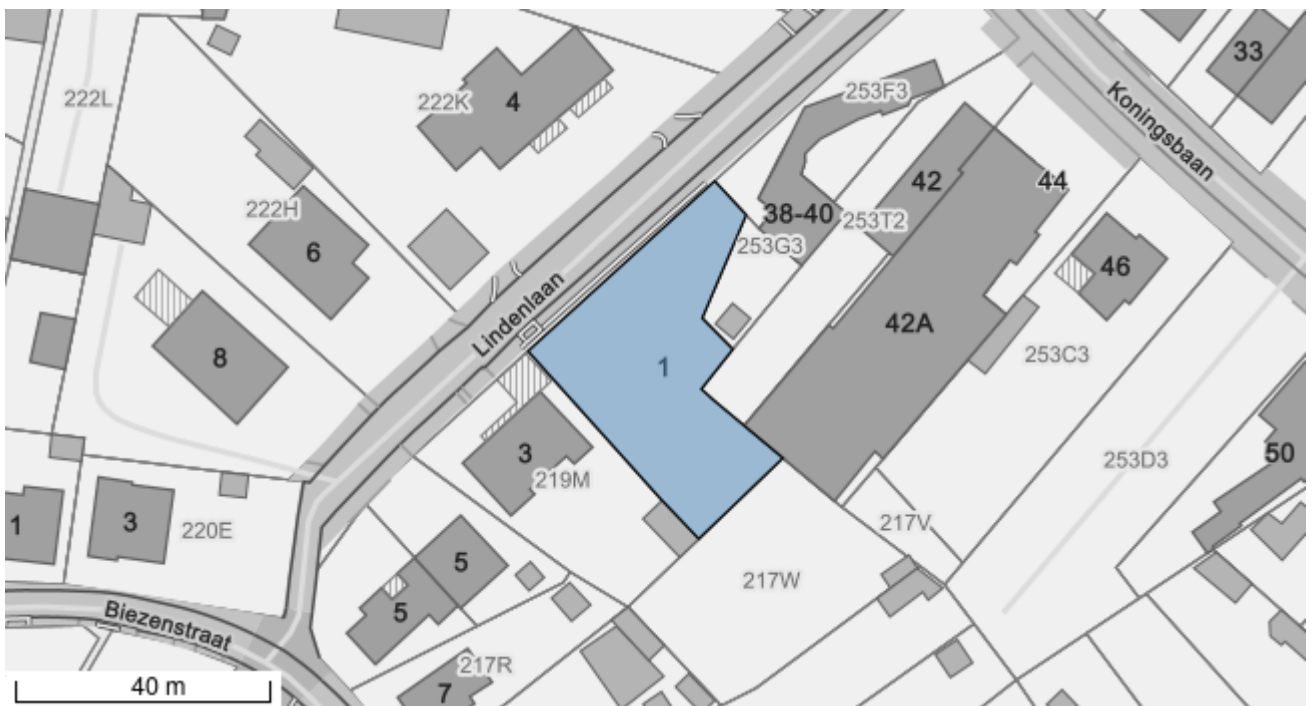 33
222L
222K
4
253F3
Koningsbaan
42
44
222H
38-40
253T2
253G3
6
46
Lindenlaan
42A
8
1
253C3
3
219M
50
253D3
1
3
220E
217V
5
217W
5
Biezenstraat
217R
40 m
7